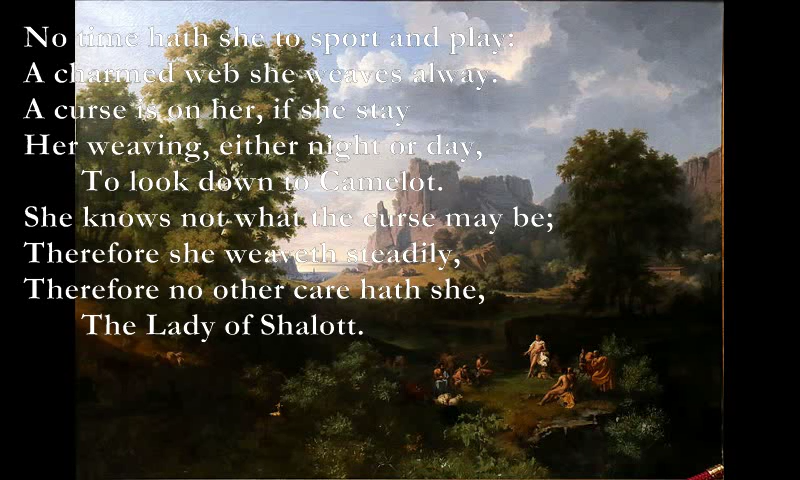 No time hath she to sport and play:
A charmed web she weaves alway.
A curse is on her, if she stay
Her weaving, either night or day,
To look down to Camelot.
She knows not what the curse may be;
Therefore she weaveth steadily,
Therefore no other care hath she,
The Lady of Shalott.